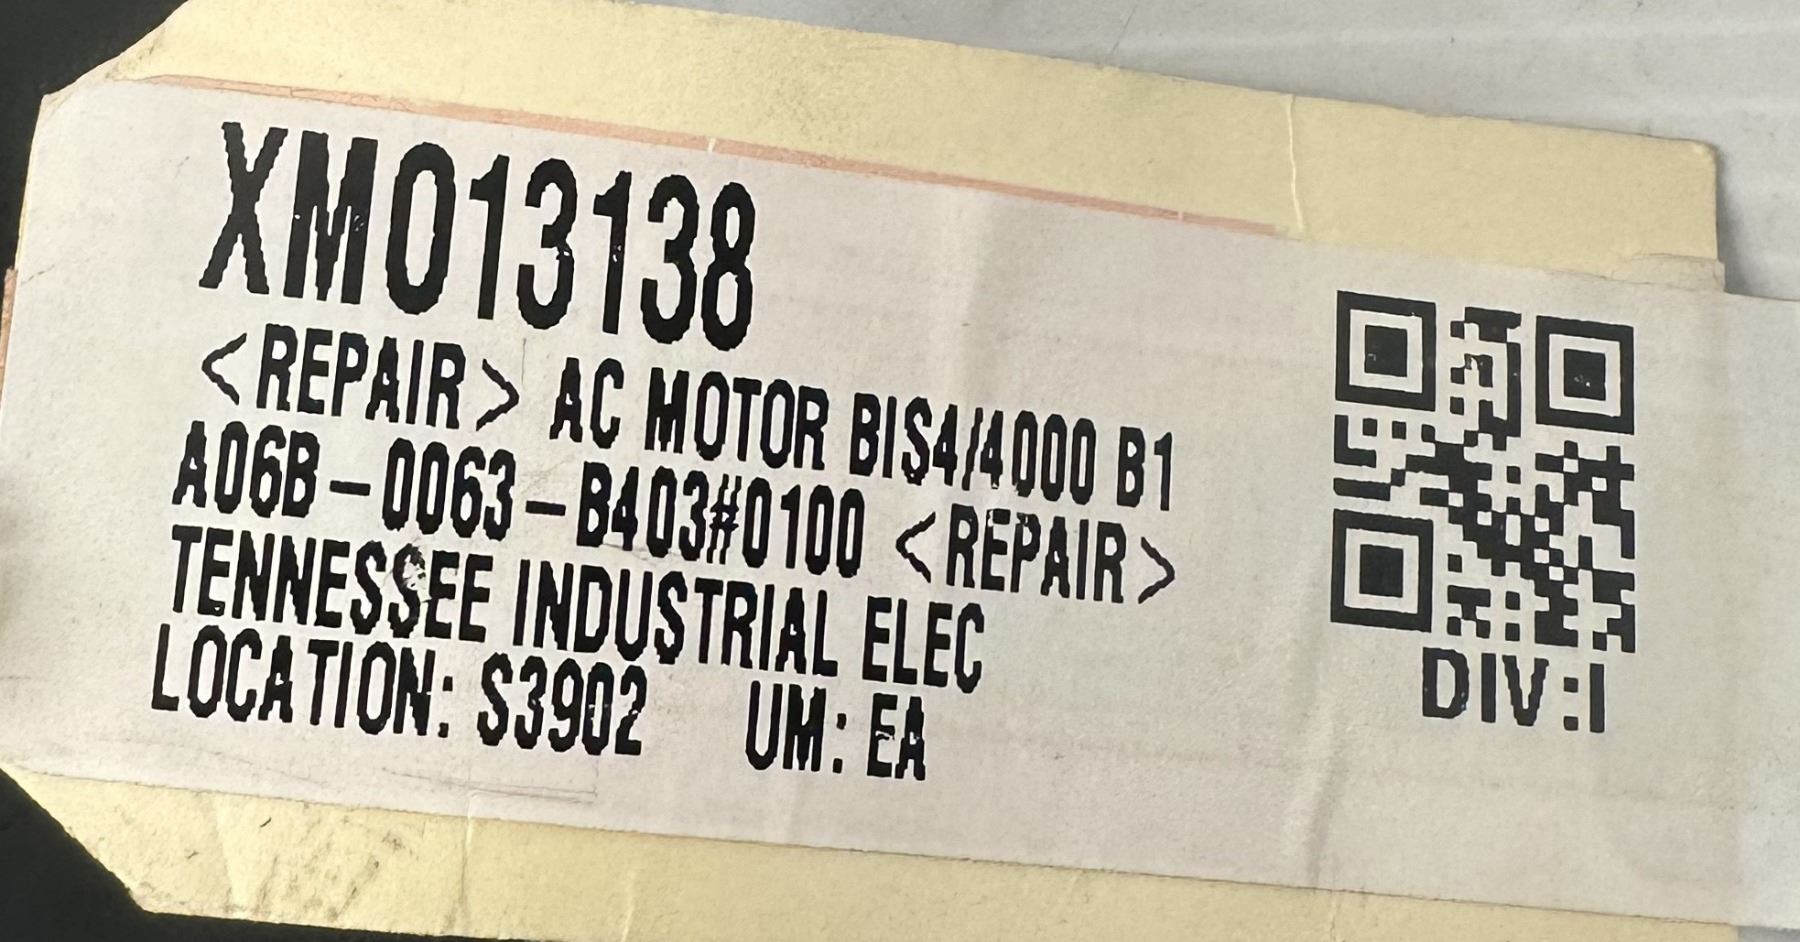 XM013138
<REPAIR> AC MOTOR BIS4/4000 B1
A06B-0063-B403#0100 <REPAIR>
TENNESSEE INDUSTRIAL ELEC
LOCATION: S3902 UM: EA
DIV:I